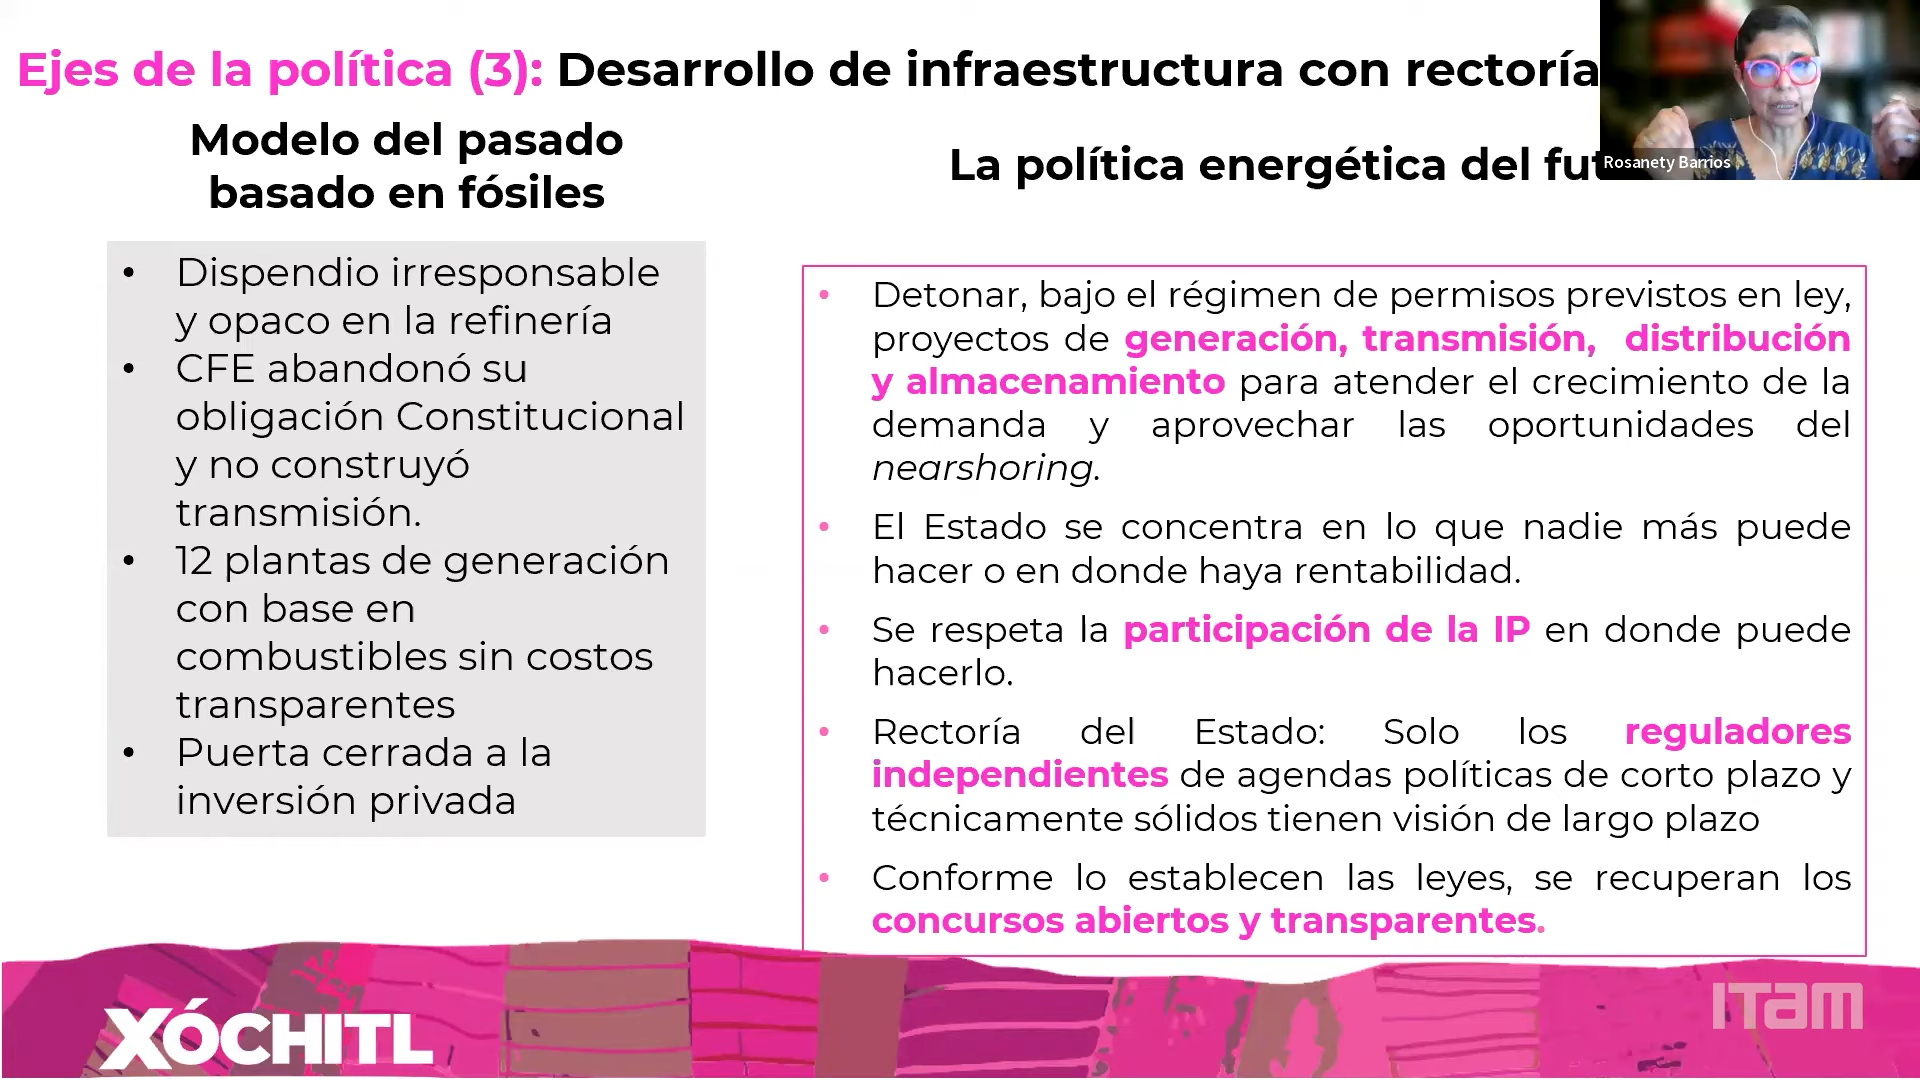 Ejes de la política (3): Desarrollo de infraestructura con rectoría
Modelo del pasado
basado en fósiles
• Dispendio irresponsable
y opaco en la refinería
• CFE abandonó su
obligación Constitucional
y no construyó
transmisión.
• 12 plantas de generación
con base en
combustibles sin costos
transparentes
• Puerta cerrada a la
inversión privada
La política energética del
Rosanety Barrios
• Detonar, bajo el régimen de permisos previstos en ley,
proyectos de generación, transmisión, distribución
y almacenamiento para atender el crecimiento de la
demanda y aprovechar las oportunidades del
nearshoring.
• El Estado se concentra en lo que nadie más puede
hacer o en donde haya rentabilidad.
• Se respeta la participación de la IP en donde puede
hacerlo.
• Rectoría del Estado: Solo los reguladores
independientes de agendas políticas de corto plazo y
técnicamente sólidos tienen visión de largo plazo
• Conforme lo establecen las leyes, se recuperan los
concursos abiertos y transparentes.
XÓCHITL
ITAM